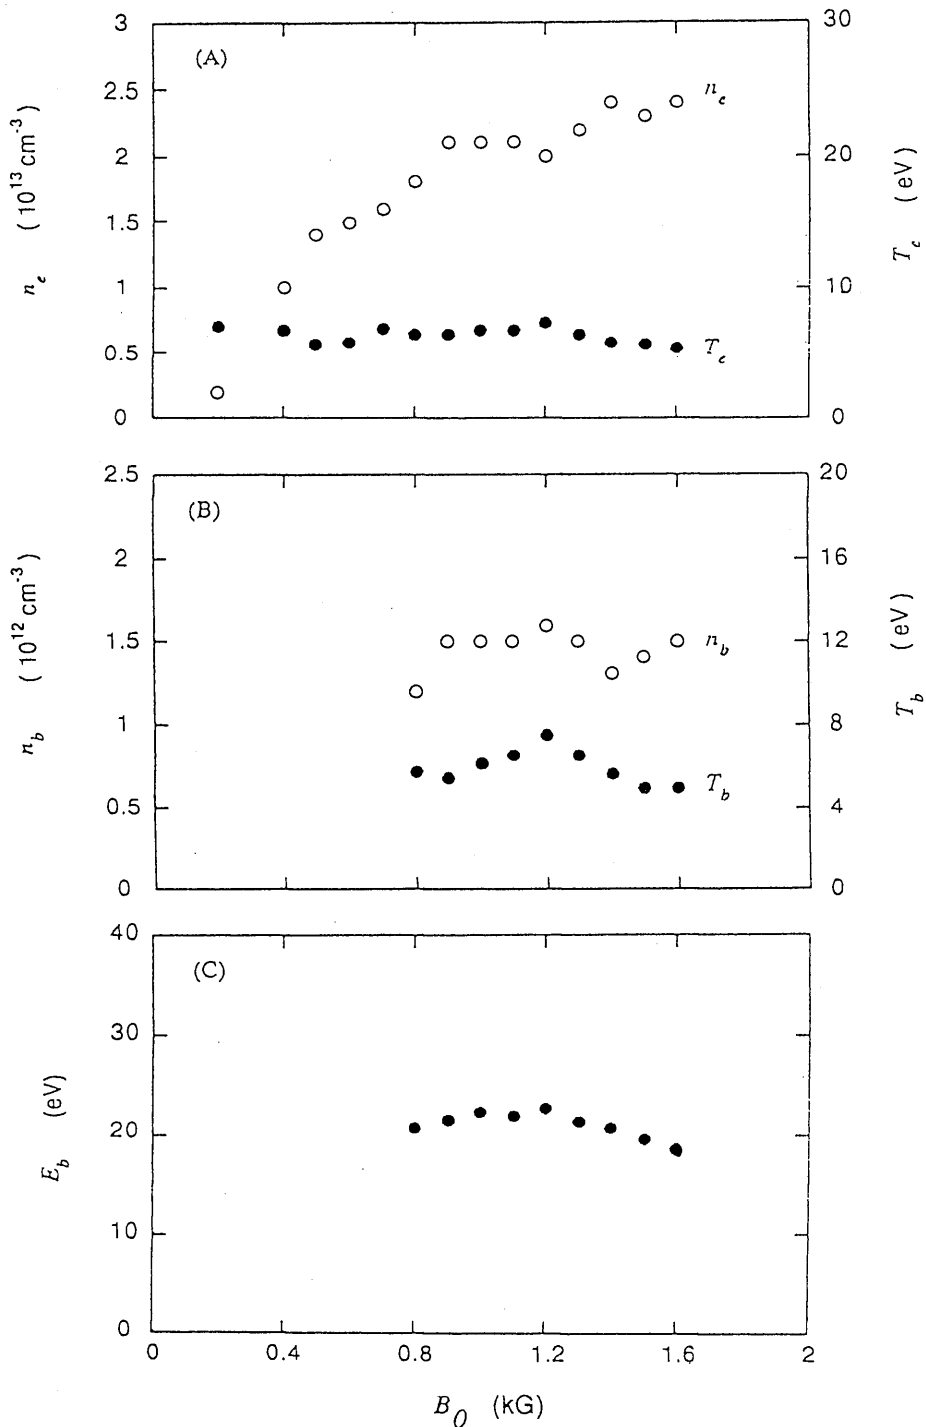 (A)
3
2.5
2
1.5
1
0.5
0
n_e (10^13 cm^-3)
30
20
10
0
T_e (eV)
n_e
T_e
(B)
2.5
2
1.5
1
0.5
0
n_b (10^12 cm^-3)
20
16
12
8
4
0
T_b (eV)
n_b
T_b
(C)
40
30
20
10
0
E_b (eV)
0 0.4 0.8 1.2 1.6 2
B_0 (kG)